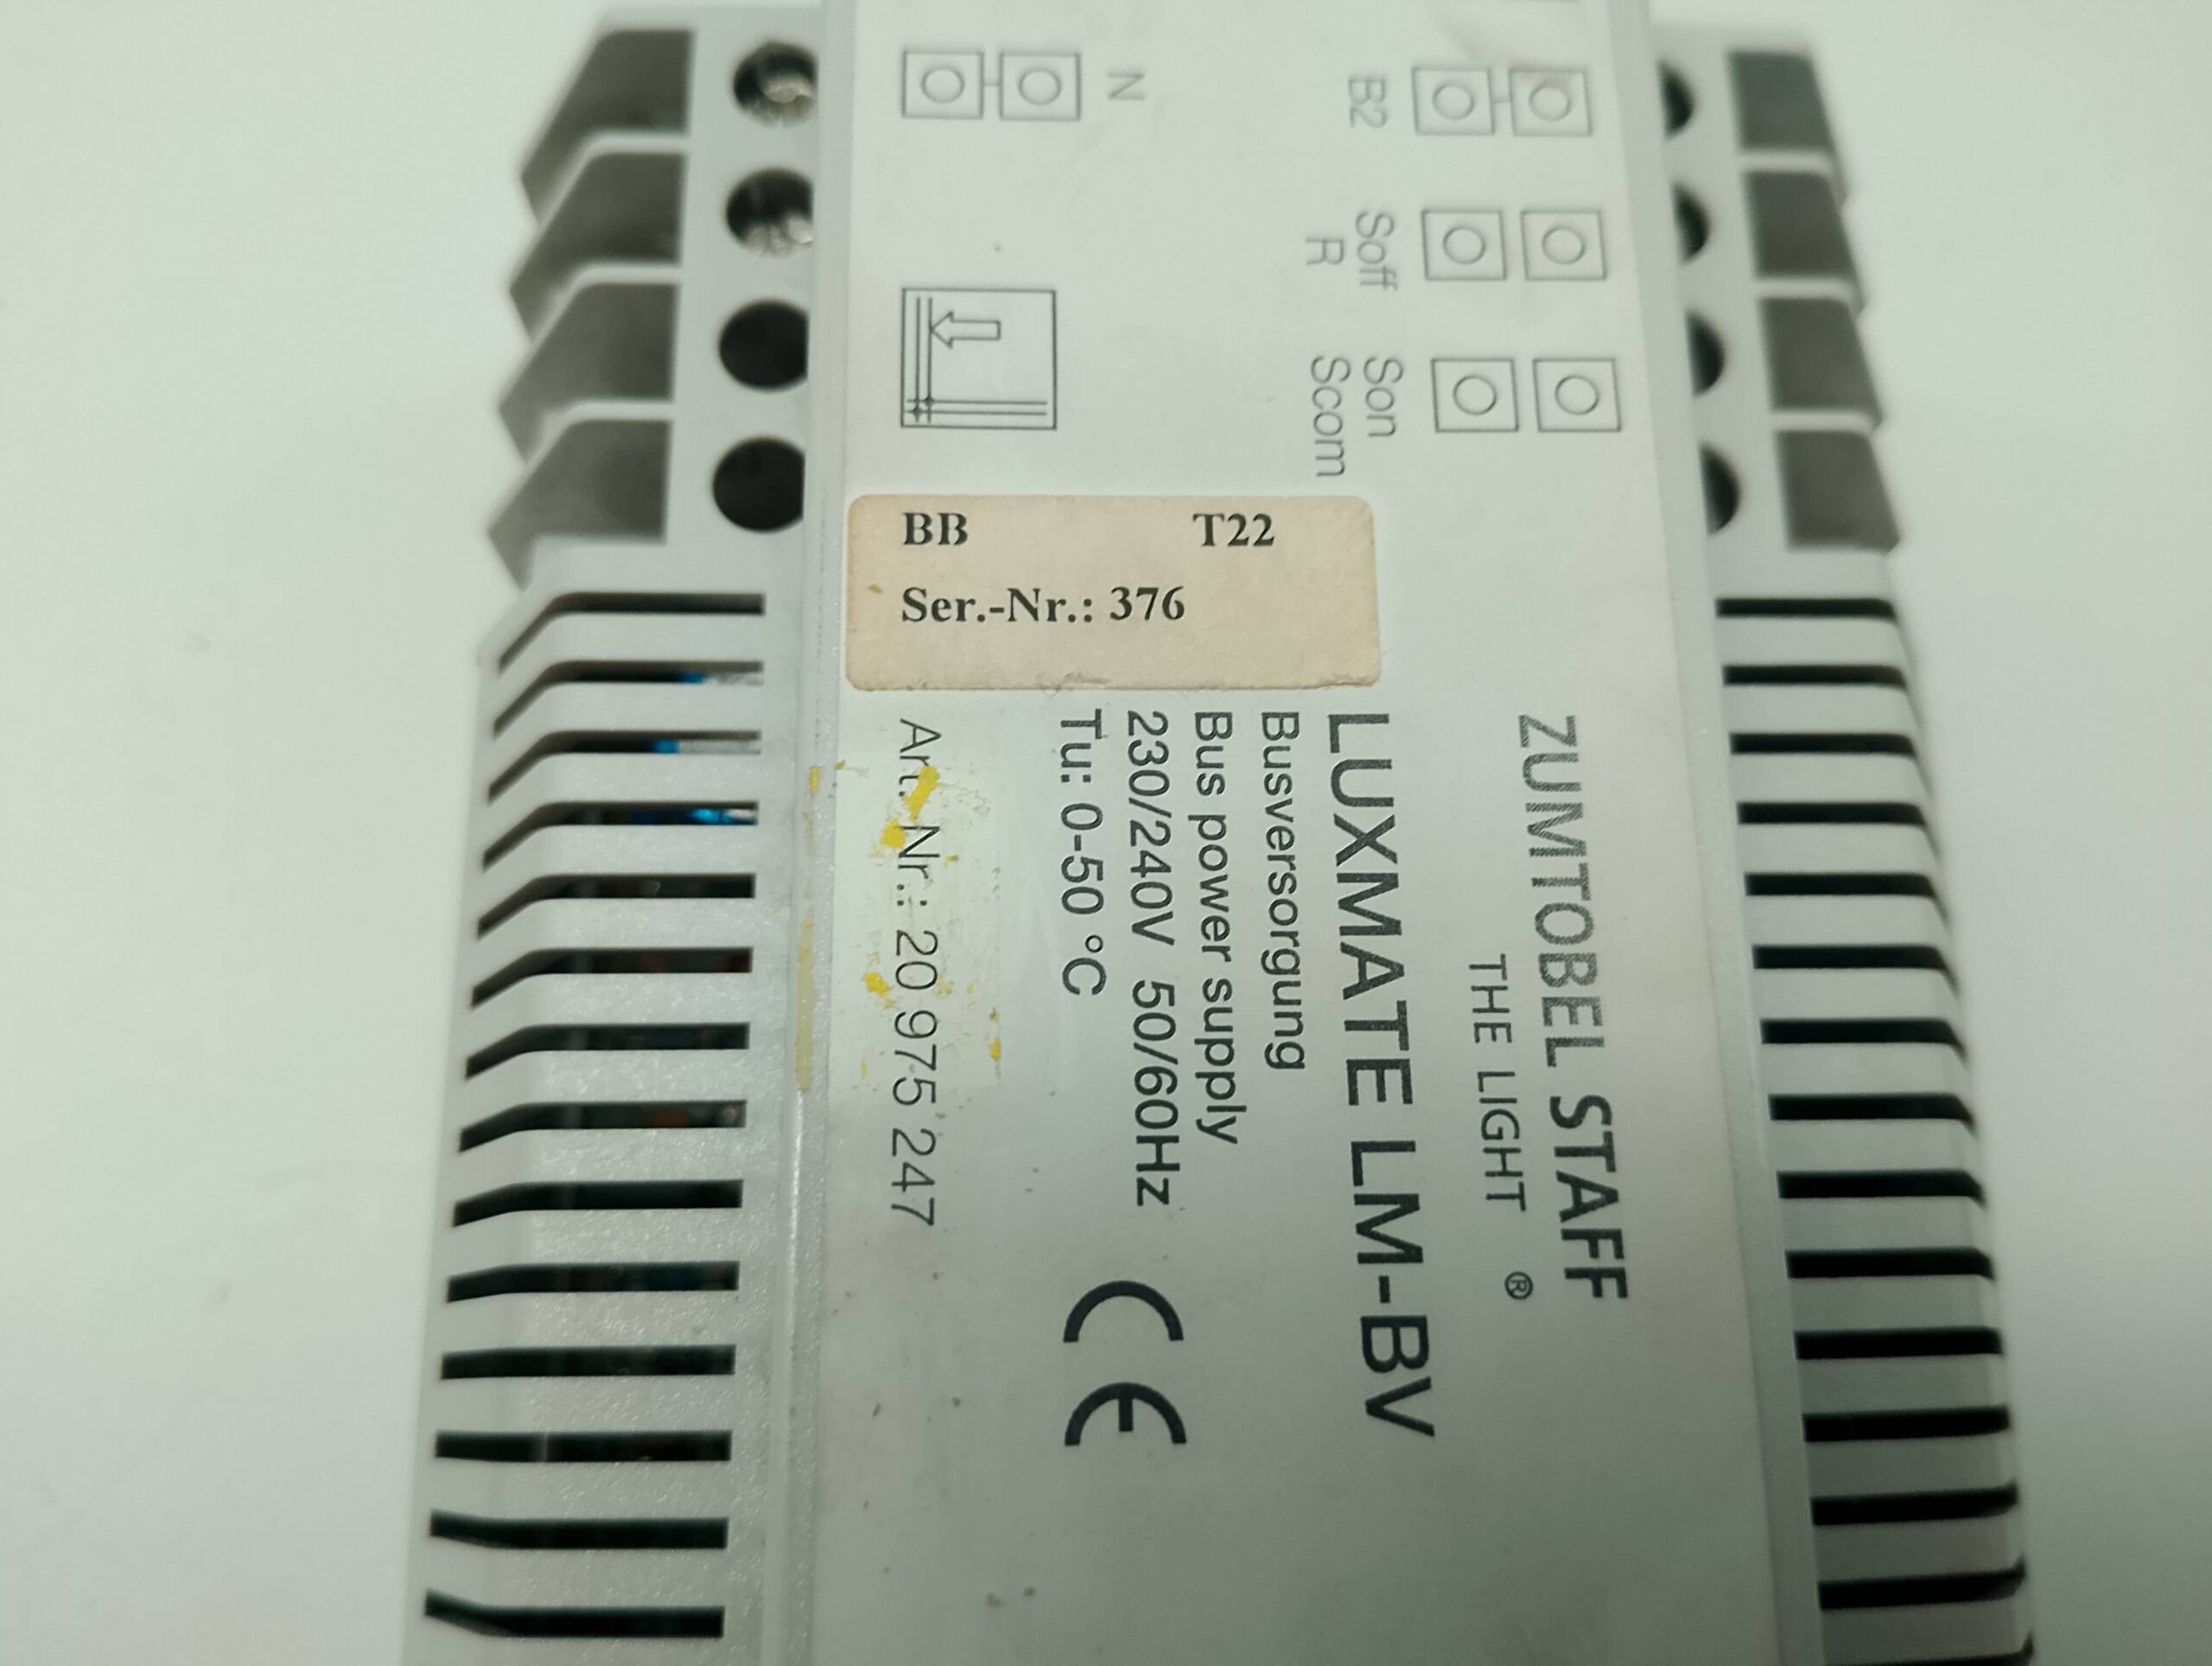 N
B2
Soff
R
Son
Scom
BB T22
Ser.-Nr.: 376
ZUMTOBEL STAFF
THE LIGHT ®
LUXMATE LM-BV
Busversorgung
Bus power supply
230/240V 50/60Hz
Tu: 0-50 °C
Art. Nr.: 20 975 247
CE